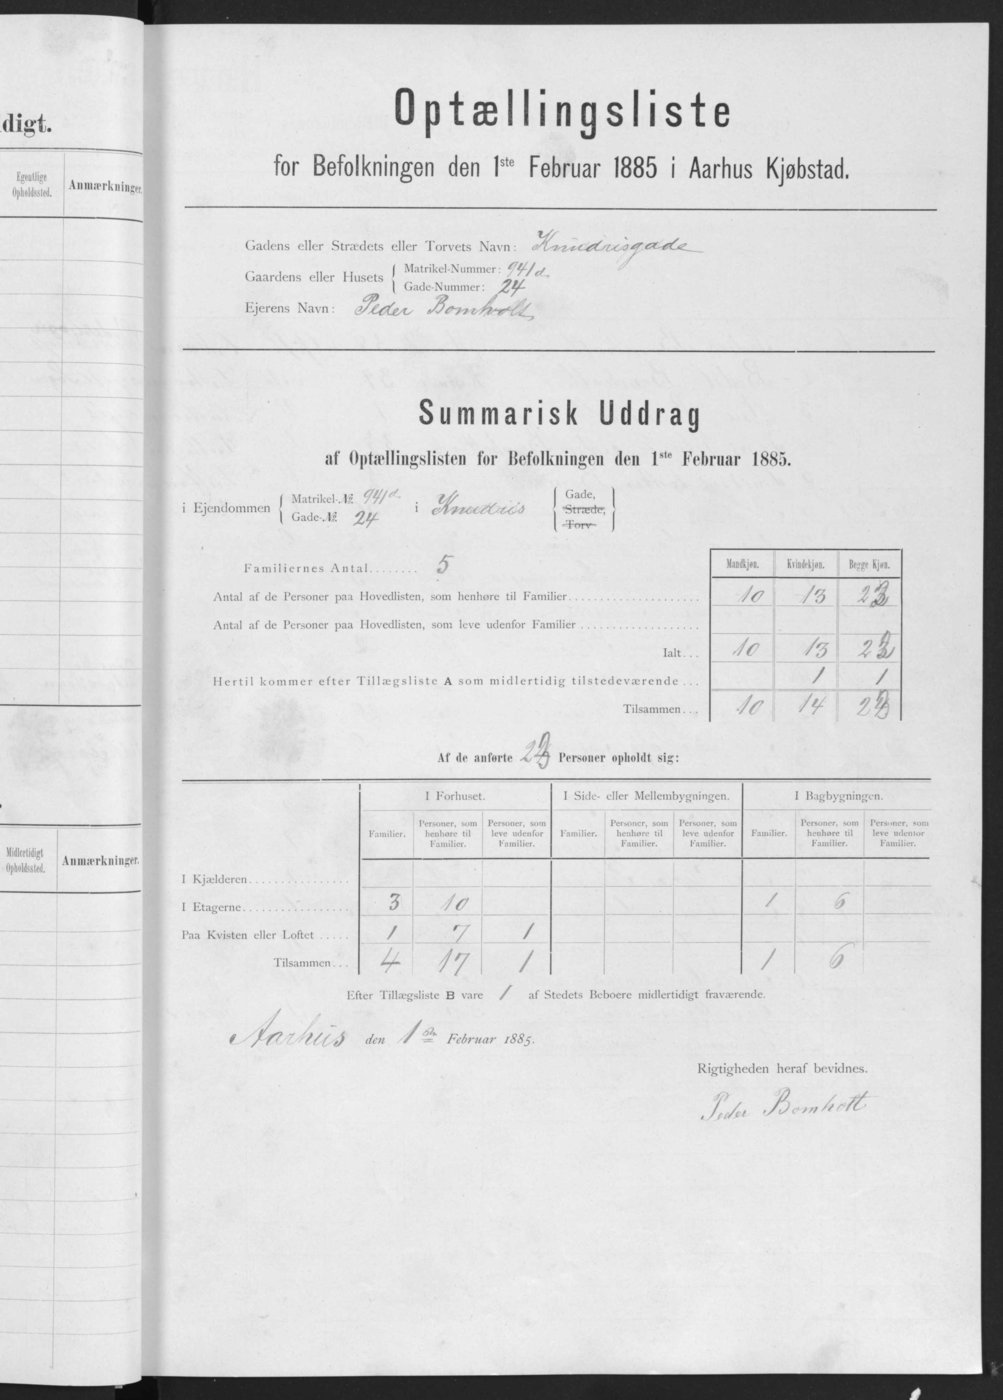 digt.
Egentlige Opholdssted.
Anmærkninger.
Midlertidigt Opholdssted.
Anmærkninger.
Optællingsliste
for Befolkningen den 1ste Februar 1885 i Aarhus Kjøbstad.
Gadens eller Strædets eller Torvets Navn: Knudrisgade
Gaardens eller Husets { Matrikel-Nummer: 941d
Gade-Nummer: 24
Ejerens Navn: Peder Bomholt
Summarisk Uddrag
af Optællingslisten for Befolkningen den 1ste Februar 1885.
i Ejendommen { Matrikel-№ 941d. Gade-№ 24 i Knudris { Gade, Stræde, Torv }
Familiernes Antal........ 5
Mandkjøn. Kvindekjøn. Begge Kjøn.
Antal af de Personer paa Hovedlisten, som henhøre til Familier 10 13 23
Antal af de Personer paa Hovedlisten, som leve udenfor Familier
Ialt... 10 13 23
Hertil kommer efter Tillægsliste A som midlertidig tilstedeværende ... 1 1
Tilsammen... 10 14
Af de anførte Personer opholdt sig:
I Forhuset. I Side- eller Mellembygningen. I Bagbygningen.
Familier. Personer, som henhøre til Familier. Personer, som leve udenfor Familier. Familier. Personer, som henhøre til Familier. Personer, som leve udenfor Familier. Familier. Personer, som henhøre til Familier. Personer, som leve udenfor Familier.
I Kjælderen
I Etagerne 3 10 1 6
Paa Kvisten eller Loftet 1 7 1
Tilsammen... 4 17 1 1 6
Efter Tillægsliste B vare 1 af Stedets Beboere midlertidigt fraværende.
Aarhus den 1ste Februar 1885.
Rigtigheden heraf bevidnes.
Peder Bomholt